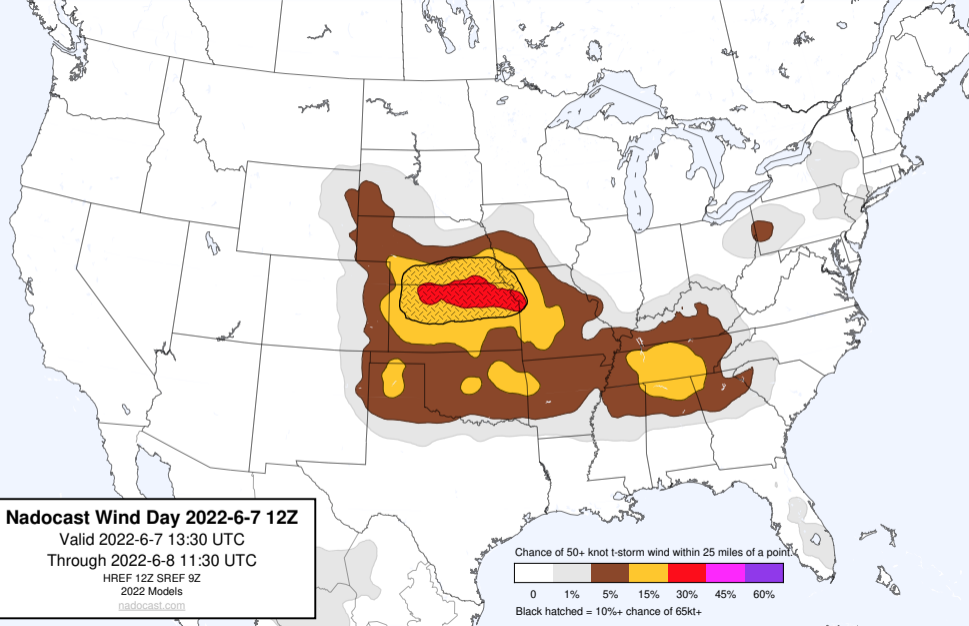 Nadocast Wind Day 2022-6-7 12Z
Valid 2022-6-7 13:30 UTC
Through 2022-6-8 11:30 UTC
HREF 12Z SREF 9Z
2022 Models
nadocast.com
Chance of 50+ knot t-storm wind within 25 miles of a point.
0 1% 5% 15% 30% 45% 60%
Black hatched = 10%+ chance of 65kt+